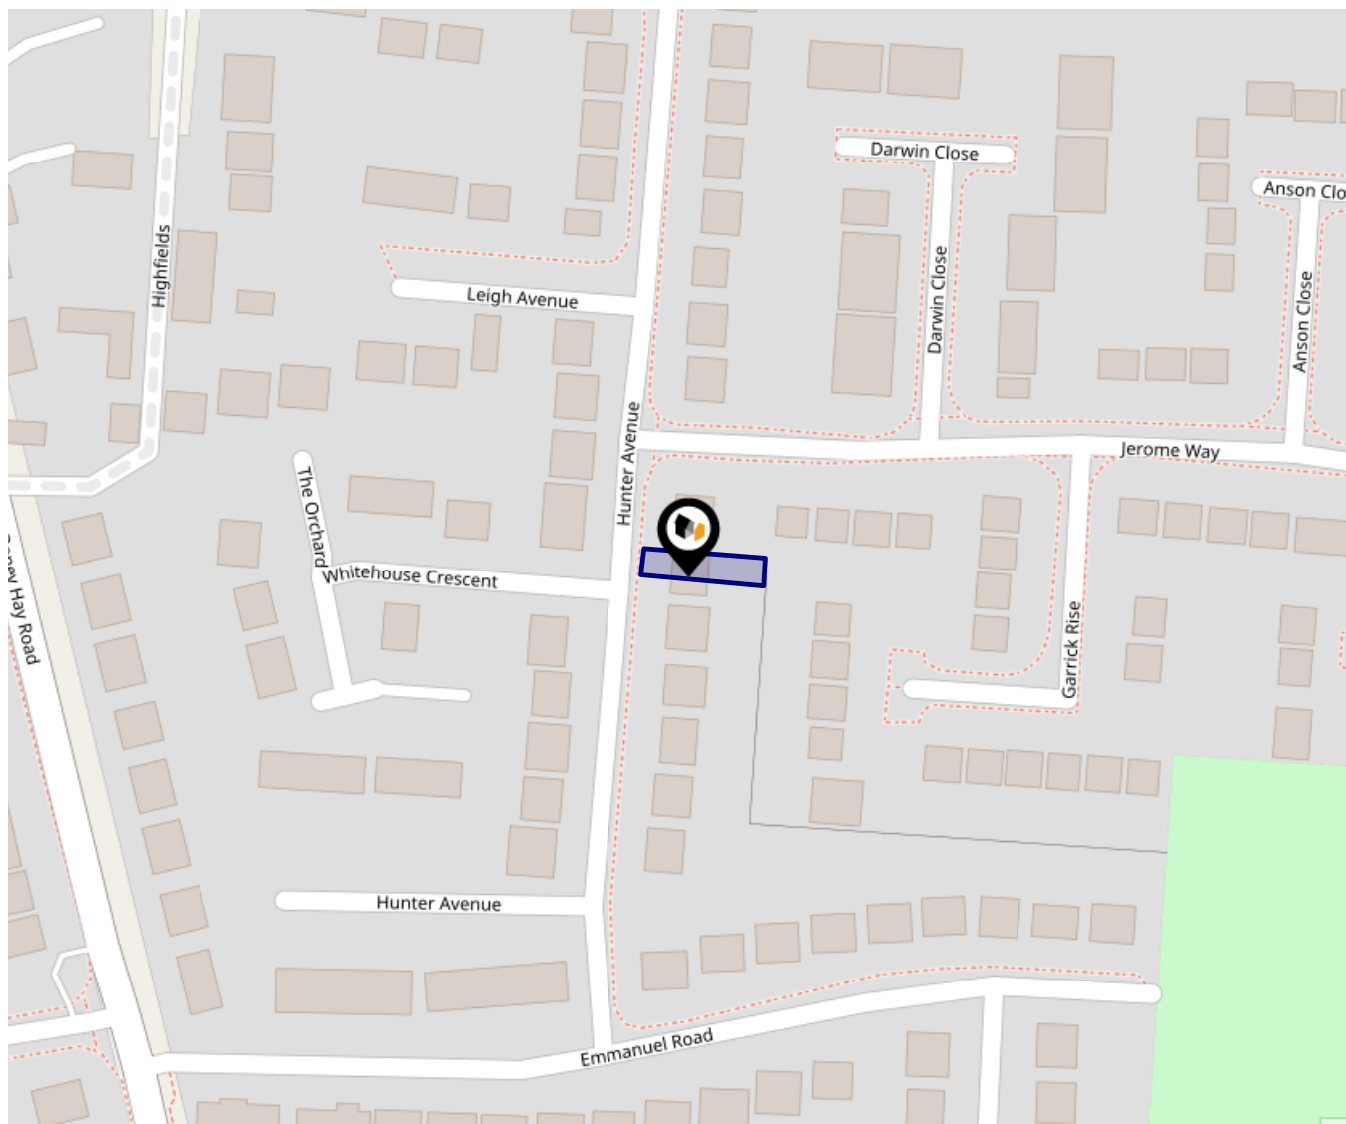 Darwin Close
Anson Clo
Highfields
Darwin Close
Anson Close
Leigh Avenue
Hunter Avenue
Jerome Way
The Orchard
Whitehouse Crescent
Hay Road
Garrick Rise
Hunter Avenue
Emmanuel Road